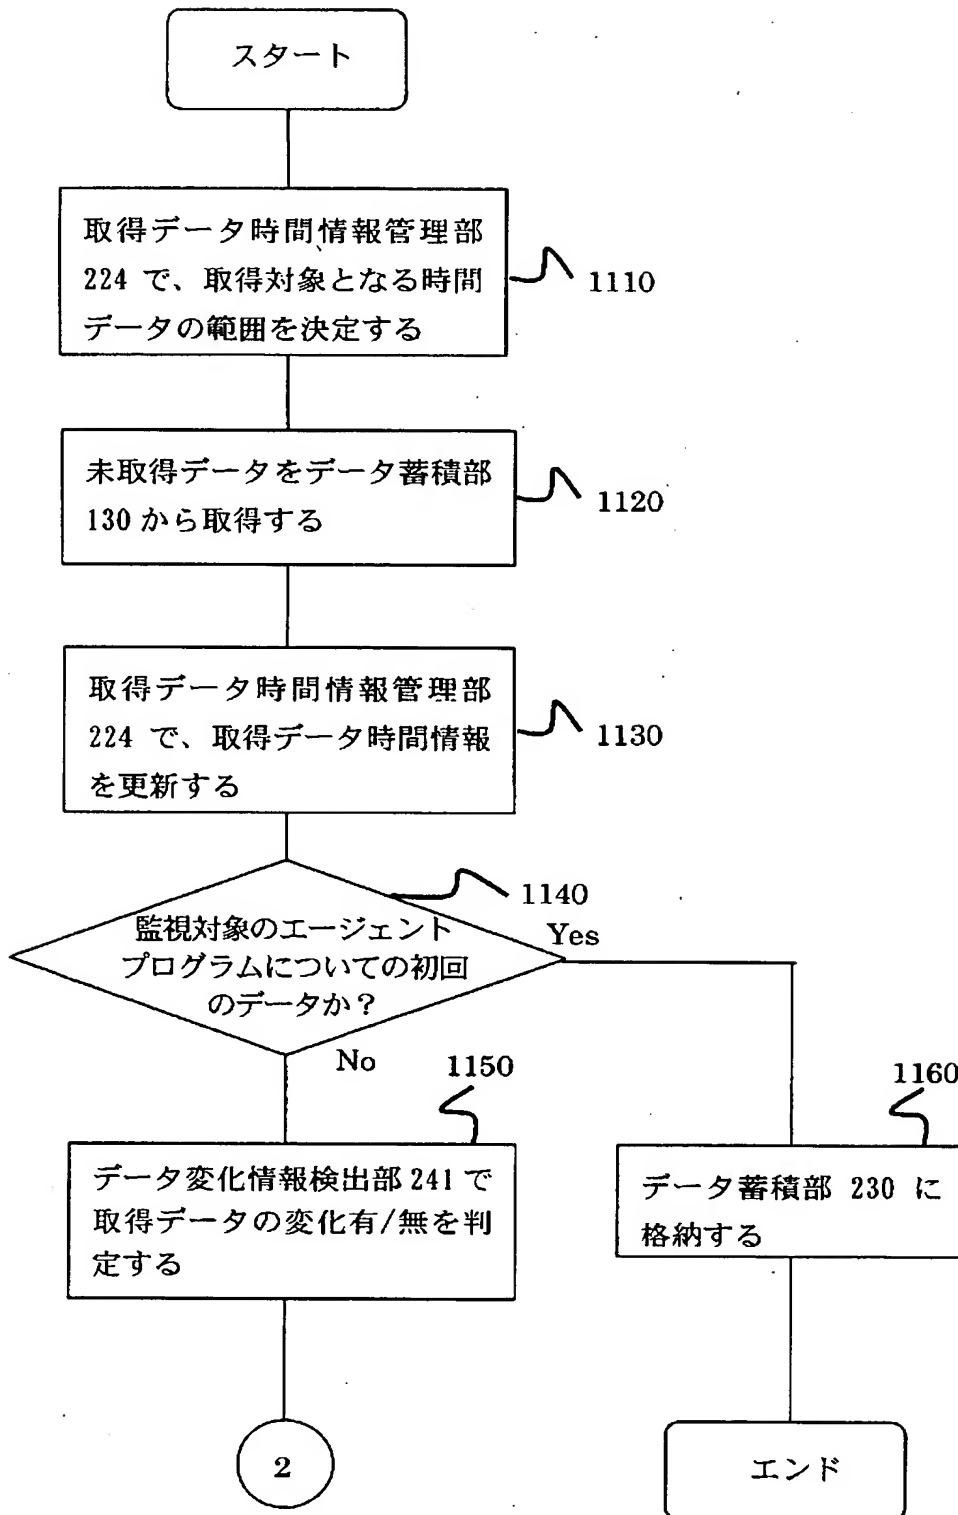 スタート
取得データ時間情報管理部
224 で、取得対象となる時間
データの範囲を決定する
1110
未取得データをデータ蓄積部
130 から取得する
1120
取得データ時間情報管理部
224 で、取得データ時間情報
を更新する
1130
1140
監視対象のエージェント
プログラムについての初回
のデータか？
Yes
No
1150
データ変化情報検出部 241 で
取得データの変化有/無を判
定する
1160
データ蓄積部 230 に
格納する
2
エンド